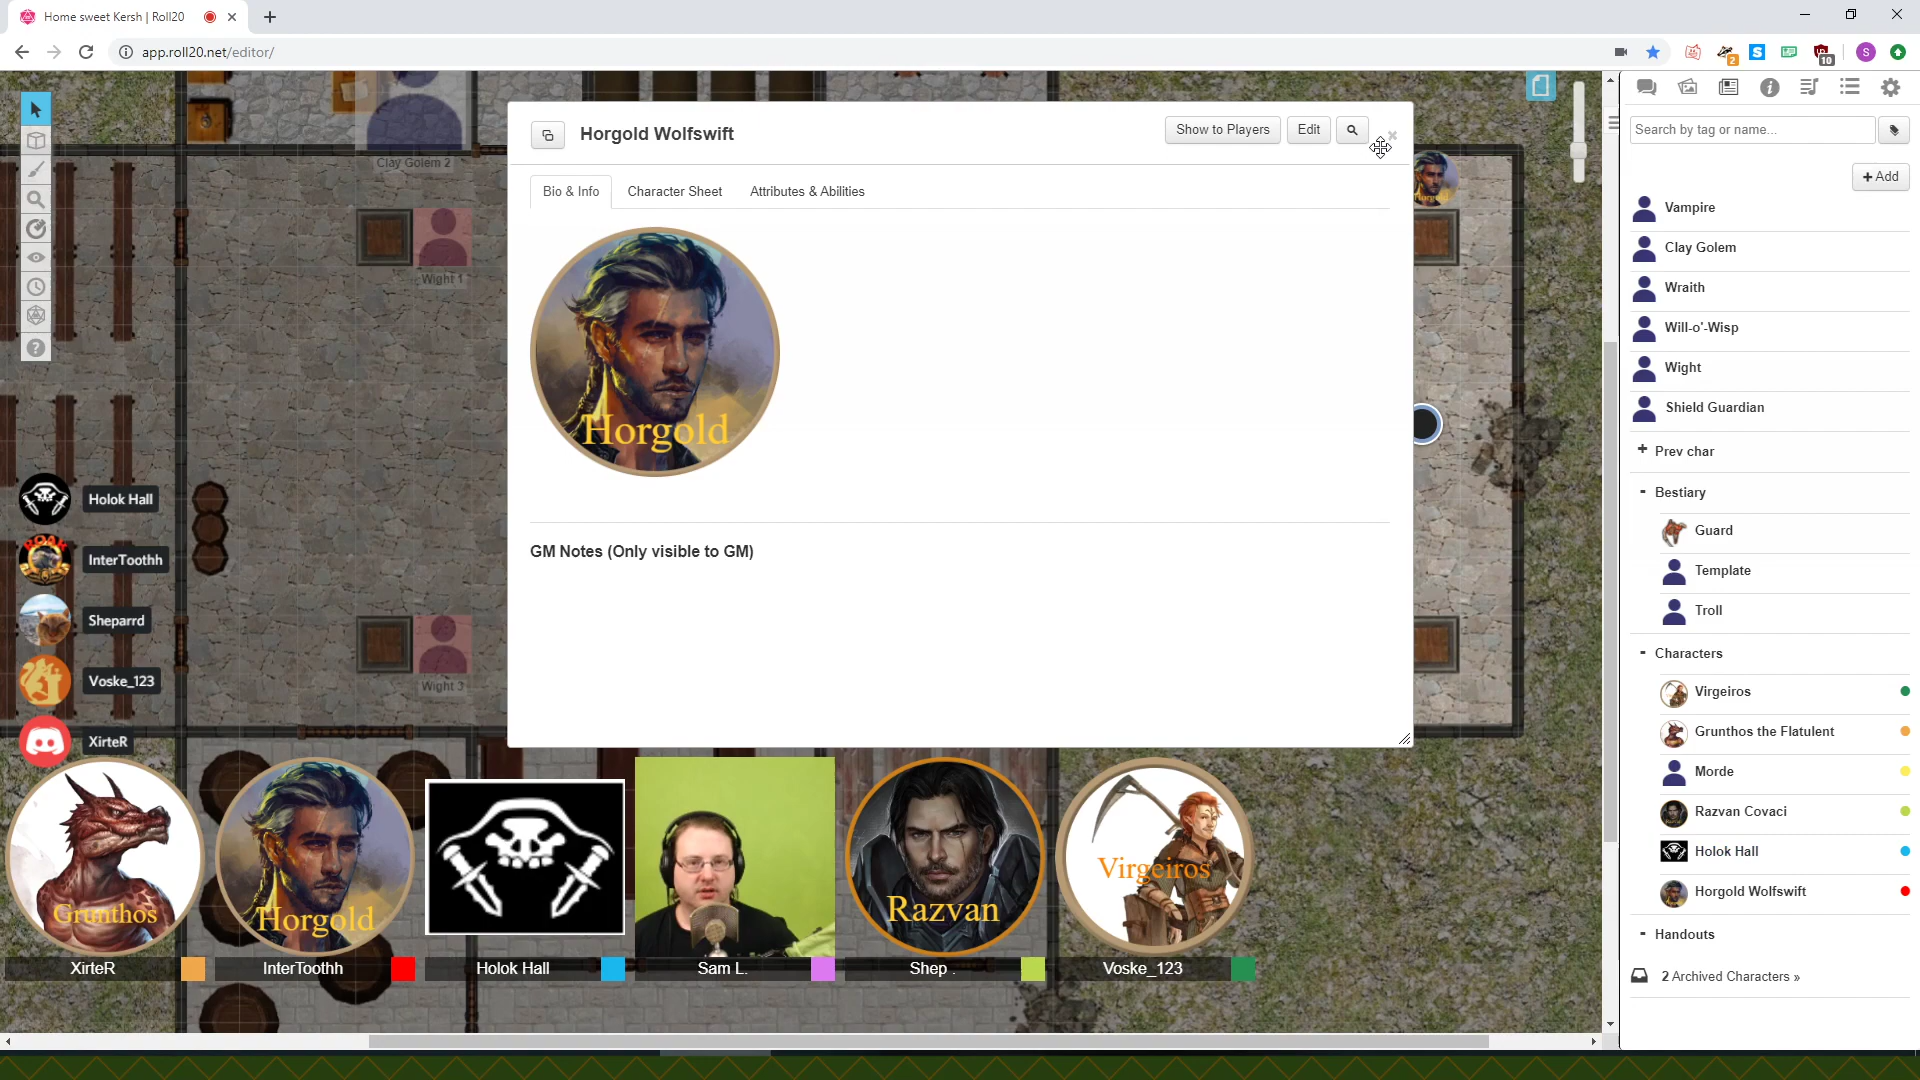 Home sweet Kersh | Roll20
app.roll20.net/editor/
2
10
S
S
Horgold Wolfswift
Show to Players
Edit
Bio & Info
Character Sheet
Attributes & Abilities
Horgold
GM Notes (Only visible to GM)
Clay Golem 2
Wight 1
Wight 3
Horgold
Holok Hall
ROAR
InterToothh
Sheparrd
Voske_123
XirteR
Grunthos
Horgold
Razvan
Virgeiros
XirteR
InterToothh
Holok Hall
Sam L.
Shep .
Voske_123
Search by tag or name...
+ Add
Vampire
Clay Golem
Wraith
Will-o'-Wisp
Wight
Shield Guardian
+ Prev char
- Bestiary
Guard
Template
Troll
- Characters
Virgeiros
Grunthos the Flatulent
Morde
Razvan Covaci
Holok Hall
Horgold Wolfswift
- Handouts
2 Archived Characters »